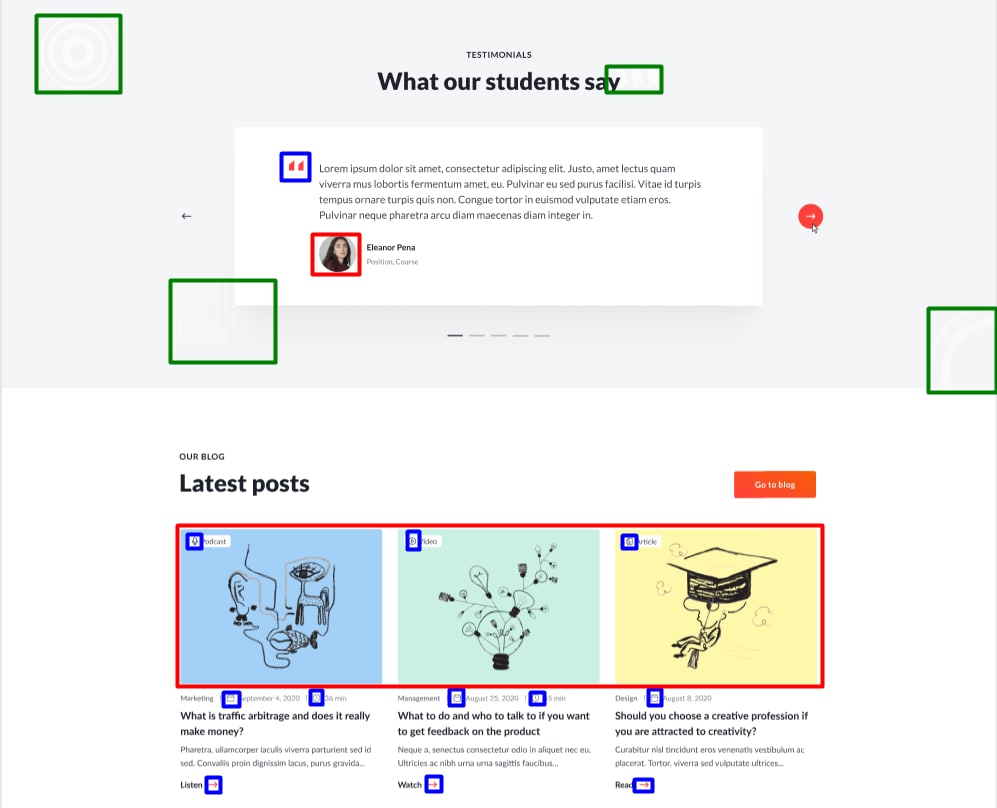 TESTIMONIALS
What our students say
Lorem ipsum dolor sit amet, consectetur adipiscing elit. Justo, amet lectus quam
viverra mus lobortis fermentum amet, eu. Pulvinar eu sed purus facilisi. Vitae id turpis
tempus ornare turpis quis non. Congue tortor in euismod vulputate etiam eros.
Pulvinar neque pharetra arcu diam maecenas diam integer in.
Eleanor Pena
Position, Course
OUR BLOG
Latest posts
Go to blog
Podcast
Video
Article
Marketing | September 4, 2020 | 36 min
What is traffic arbitrage and does it really
make money?
Pharetra, ullamcorper iaculis viverra parturient sed id
sed. Convallis proin dignissim lacus, purus gravida...
Listen
Management August 25, 2020 | 5 min
What to do and who to talk to if you want
to get feedback on the product
Neque a, senectus consectetur odio in aliquet nec eu.
Ultricies ac nibh urna urna sagittis faucibus...
Watch
Design | August 8, 2020
Should you choose a creative profession if
you are attracted to creativity?
Curabitur nisl tincidunt eros venenatis vestibulum ac
placerat. Tortor, viverra sed vulputate ultrices...
Read